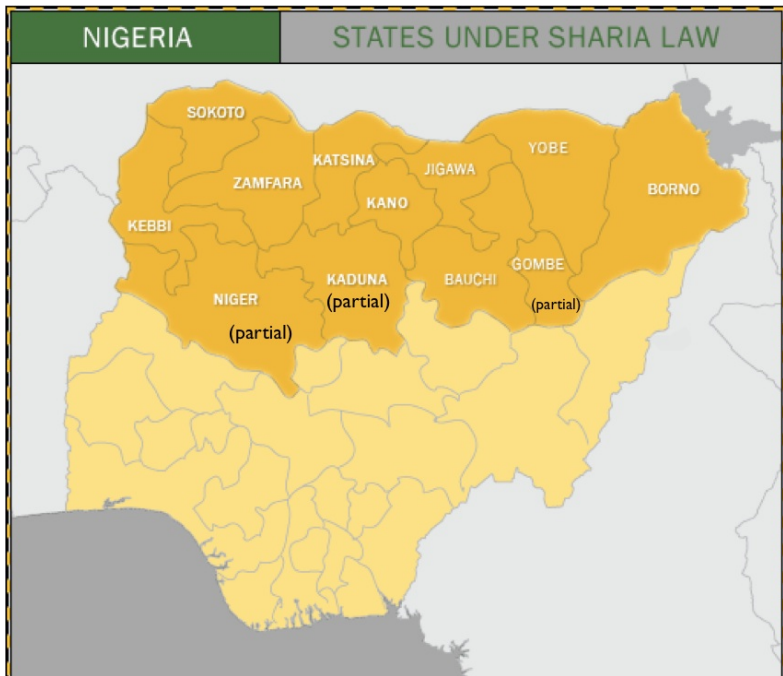 NIGERIA
STATES UNDER SHARIA LAW
SOKOTO
KATSINA
YOBE
JIGAWA
ZAMFARA
BORNO
KANO
KEBBI
GOMBE
KADUNA
BAUCHI
NIGER
(partial)
(partial)
(partial)